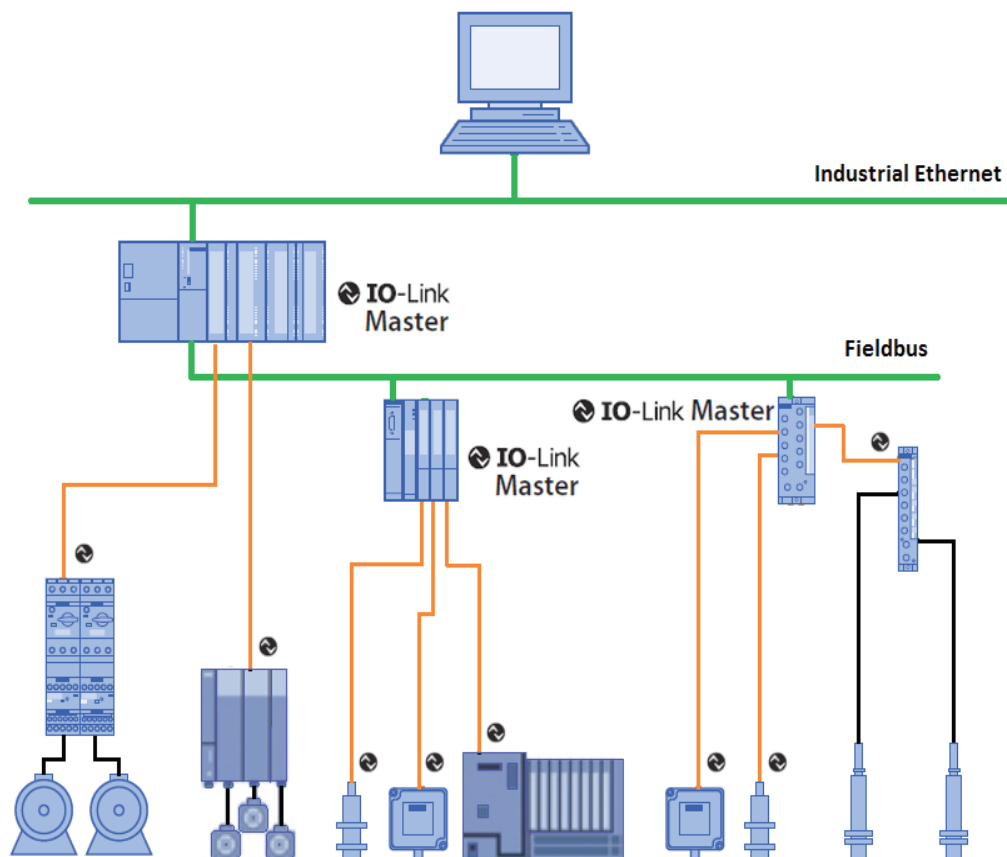 Industrial Ethernet
IO-Link
Master
Fieldbus
IO-Link Master
IO-Link
Master